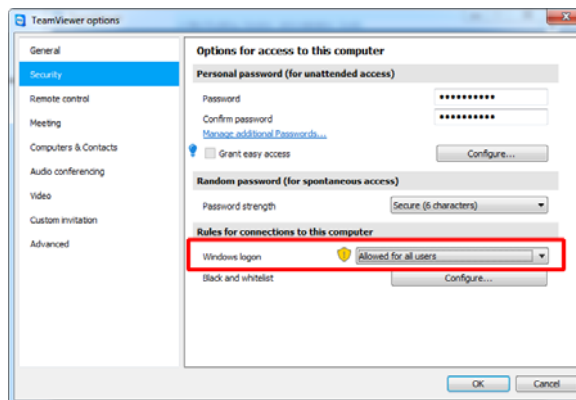 TeamViewer options
General
Security
Remote control
Meeting
Computers & Contacts
Audio conferencing
Video
Custom invitation
Advanced
Options for access to this computer
Personal password (for unattended access)
Password ••••••••••
Confirm password ••••••••••
Manage additional Passwords...
Grant easy access Configure...
Random password (for spontaneous access)
Password strength Secure (6 characters)
Rules for connections to this computer
Windows logon Allowed for all users
Black and whitelist Configure...
OK Cancel